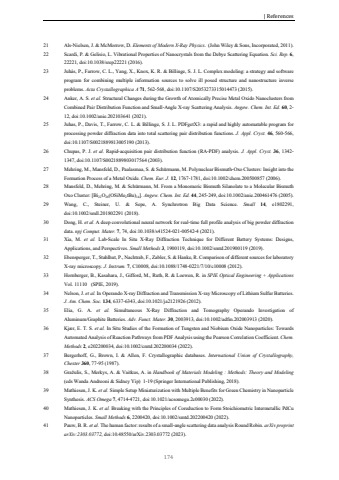 | References
21 Als-Nielsen, J. & McMorrow, D. Elements of Modern X-Ray Physics. (John Wiley & Sons, Incorporated, 2011).
22 Scardi, P. & Gelisio, L. Vibrational Properties of Nanocrystals from the Debye Scattering Equation. Sci. Rep. 6,
22221, doi:10.1038/srep22221 (2016).
23 Juhás, P., Farrow, C. L., Yang, X., Knox, K. R. & Billinge, S. J. L. Complex modeling: a strategy and software
program for combining multiple information sources to solve ill posed structure and nanostructure inverse
problems. Acta Crystallographica A 71, 562-568, doi:10.1107/S2053273315014473 (2015).
24 Anker, A. S. et al. Structural Changes during the Growth of Atomically Precise Metal Oxido Nanoclusters from
Combined Pair Distribution Function and Small-Angle X-ray Scattering Analysis. Angew. Chem. Int. Ed. 60, 2-
12, doi:10.1002/anie.202103641 (2021).
25 Juhas, P., Davis, T., Farrow, C. L. & Billinge, S. J. L. PDFgetX3: a rapid and highly automatable program for
processing powder diffraction data into total scattering pair distribution functions. J. Appl. Cryst. 46, 560-566,
doi:10.1107/S0021889813005190 (2013).
26 Chupas, P. J. et al. Rapid-acquisition pair distribution function (RA-PDF) analysis. J. Appl. Cryst. 36, 1342-
1347, doi:10.1107/S0021889803017564 (2003).
27 Mehring, M., Mansfeld, D., Paalasmaa, S. & Schürmann, M. Polynuclear Bismuth-Oxo Clusters: Insight into the
Formation Process of a Metal Oxide. Chem. Eur. J. 12, 1767-1781, doi:10.1002/chem.200500857 (2006).
28 Mansfeld, D., Mehring, M. & Schürmann, M. From a Monomeric Bismuth Silanolate to a Molecular Bismuth
Oxo Cluster: [Bi₂₂O₂₆(OSiMe₂tBu)₁₄]. Angew. Chem. Int. Ed. 44, 245-249, doi:10.1002/anie.200461476 (2005).
29 Wang, C., Steiner, U. & Sepe, A. Synchrotron Big Data Science. Small 14, e1802291,
doi:10.1002/smll.201802291 (2018).
30 Dong, H. et al. A deep convolutional neural network for real-time full profile analysis of big powder diffraction
data. npj Comput. Mater. 7, 74, doi:10.1038/s41524-021-00542-4 (2021).
31 Xia, M. et al. Lab-Scale In Situ X-Ray Diffraction Technique for Different Battery Systems: Designs,
Applications, and Perspectives. Small Methods 3, 1900119, doi:10.1002/smtd.201900119 (2019).
32 Ebensperger, T., Stahlhut, P., Nachtrab, F., Zabler, S. & Hanke, R. Comparison of different sources for laboratory
X-ray microscopy. J. Instrum. 7, C10008, doi:10.1088/1748-0221/7/10/c10008 (2012).
33 Hornberger, B., Kasahara, J., Gifford, M., Ruth, R. & Loewen, R. in SPIE Optical Engineering + Applications
Vol. 11110 (SPIE, 2019).
34 Nelson, J. et al. In Operando X-ray Diffraction and Transmission X-ray Microscopy of Lithium Sulfur Batteries.
J. Am. Chem. Soc. 134, 6337-6343, doi:10.1021/ja2121926 (2012).
35 Elia, G. A. et al. Simultaneous X-Ray Diffraction and Tomography Operando Investigation of
Aluminum/Graphite Batteries. Adv. Funct. Mater. 30, 2003913, doi:10.1002/adfm.202003913 (2020).
36 Kjær, E. T. S. et al. In Situ Studies of the Formation of Tungsten and Niobium Oxide Nanoparticles: Towards
Automated Analysis of Reaction Pathways from PDF Analysis using the Pearson Correlation Coefficient. Chem.
Methods 2, e202200034, doi:10.1002/cmtd.202200034 (2022).
37 Bergerhoff, G., Brown, I. & Allen, F. Crystallographic databases. International Union of Crystallography,
Chester 360, 77-95 (1987).
38 Gražulis, S., Merkys, A. & Vaitkus, A. in Handbook of Materials Modeling : Methods: Theory and Modeling
(eds Wanda Andreoni & Sidney Yip) 1-19 (Springer International Publishing, 2018).
39 Mathiesen, J. K. et al. Simple Setup Miniaturization with Multiple Benefits for Green Chemistry in Nanoparticle
Synthesis. ACS Omega 7, 4714-4721, doi:10.1021/acsomega.2c00030 (2022).
40 Mathiesen, J. K. et al. Breaking with the Principles of Coreduction to Form Stoichiometric Intermetallic PdCu
Nanoparticles. Small Methods 6, 2200420, doi:10.1002/smtd.202200420 (2022).
41 Pauw, B. R. et al. The human factor: results of a small-angle scattering data analysis Round Robin. arXiv preprint
arXiv: 2303.03772, doi:10.48550/arXiv.2303.03772 (2023).
174